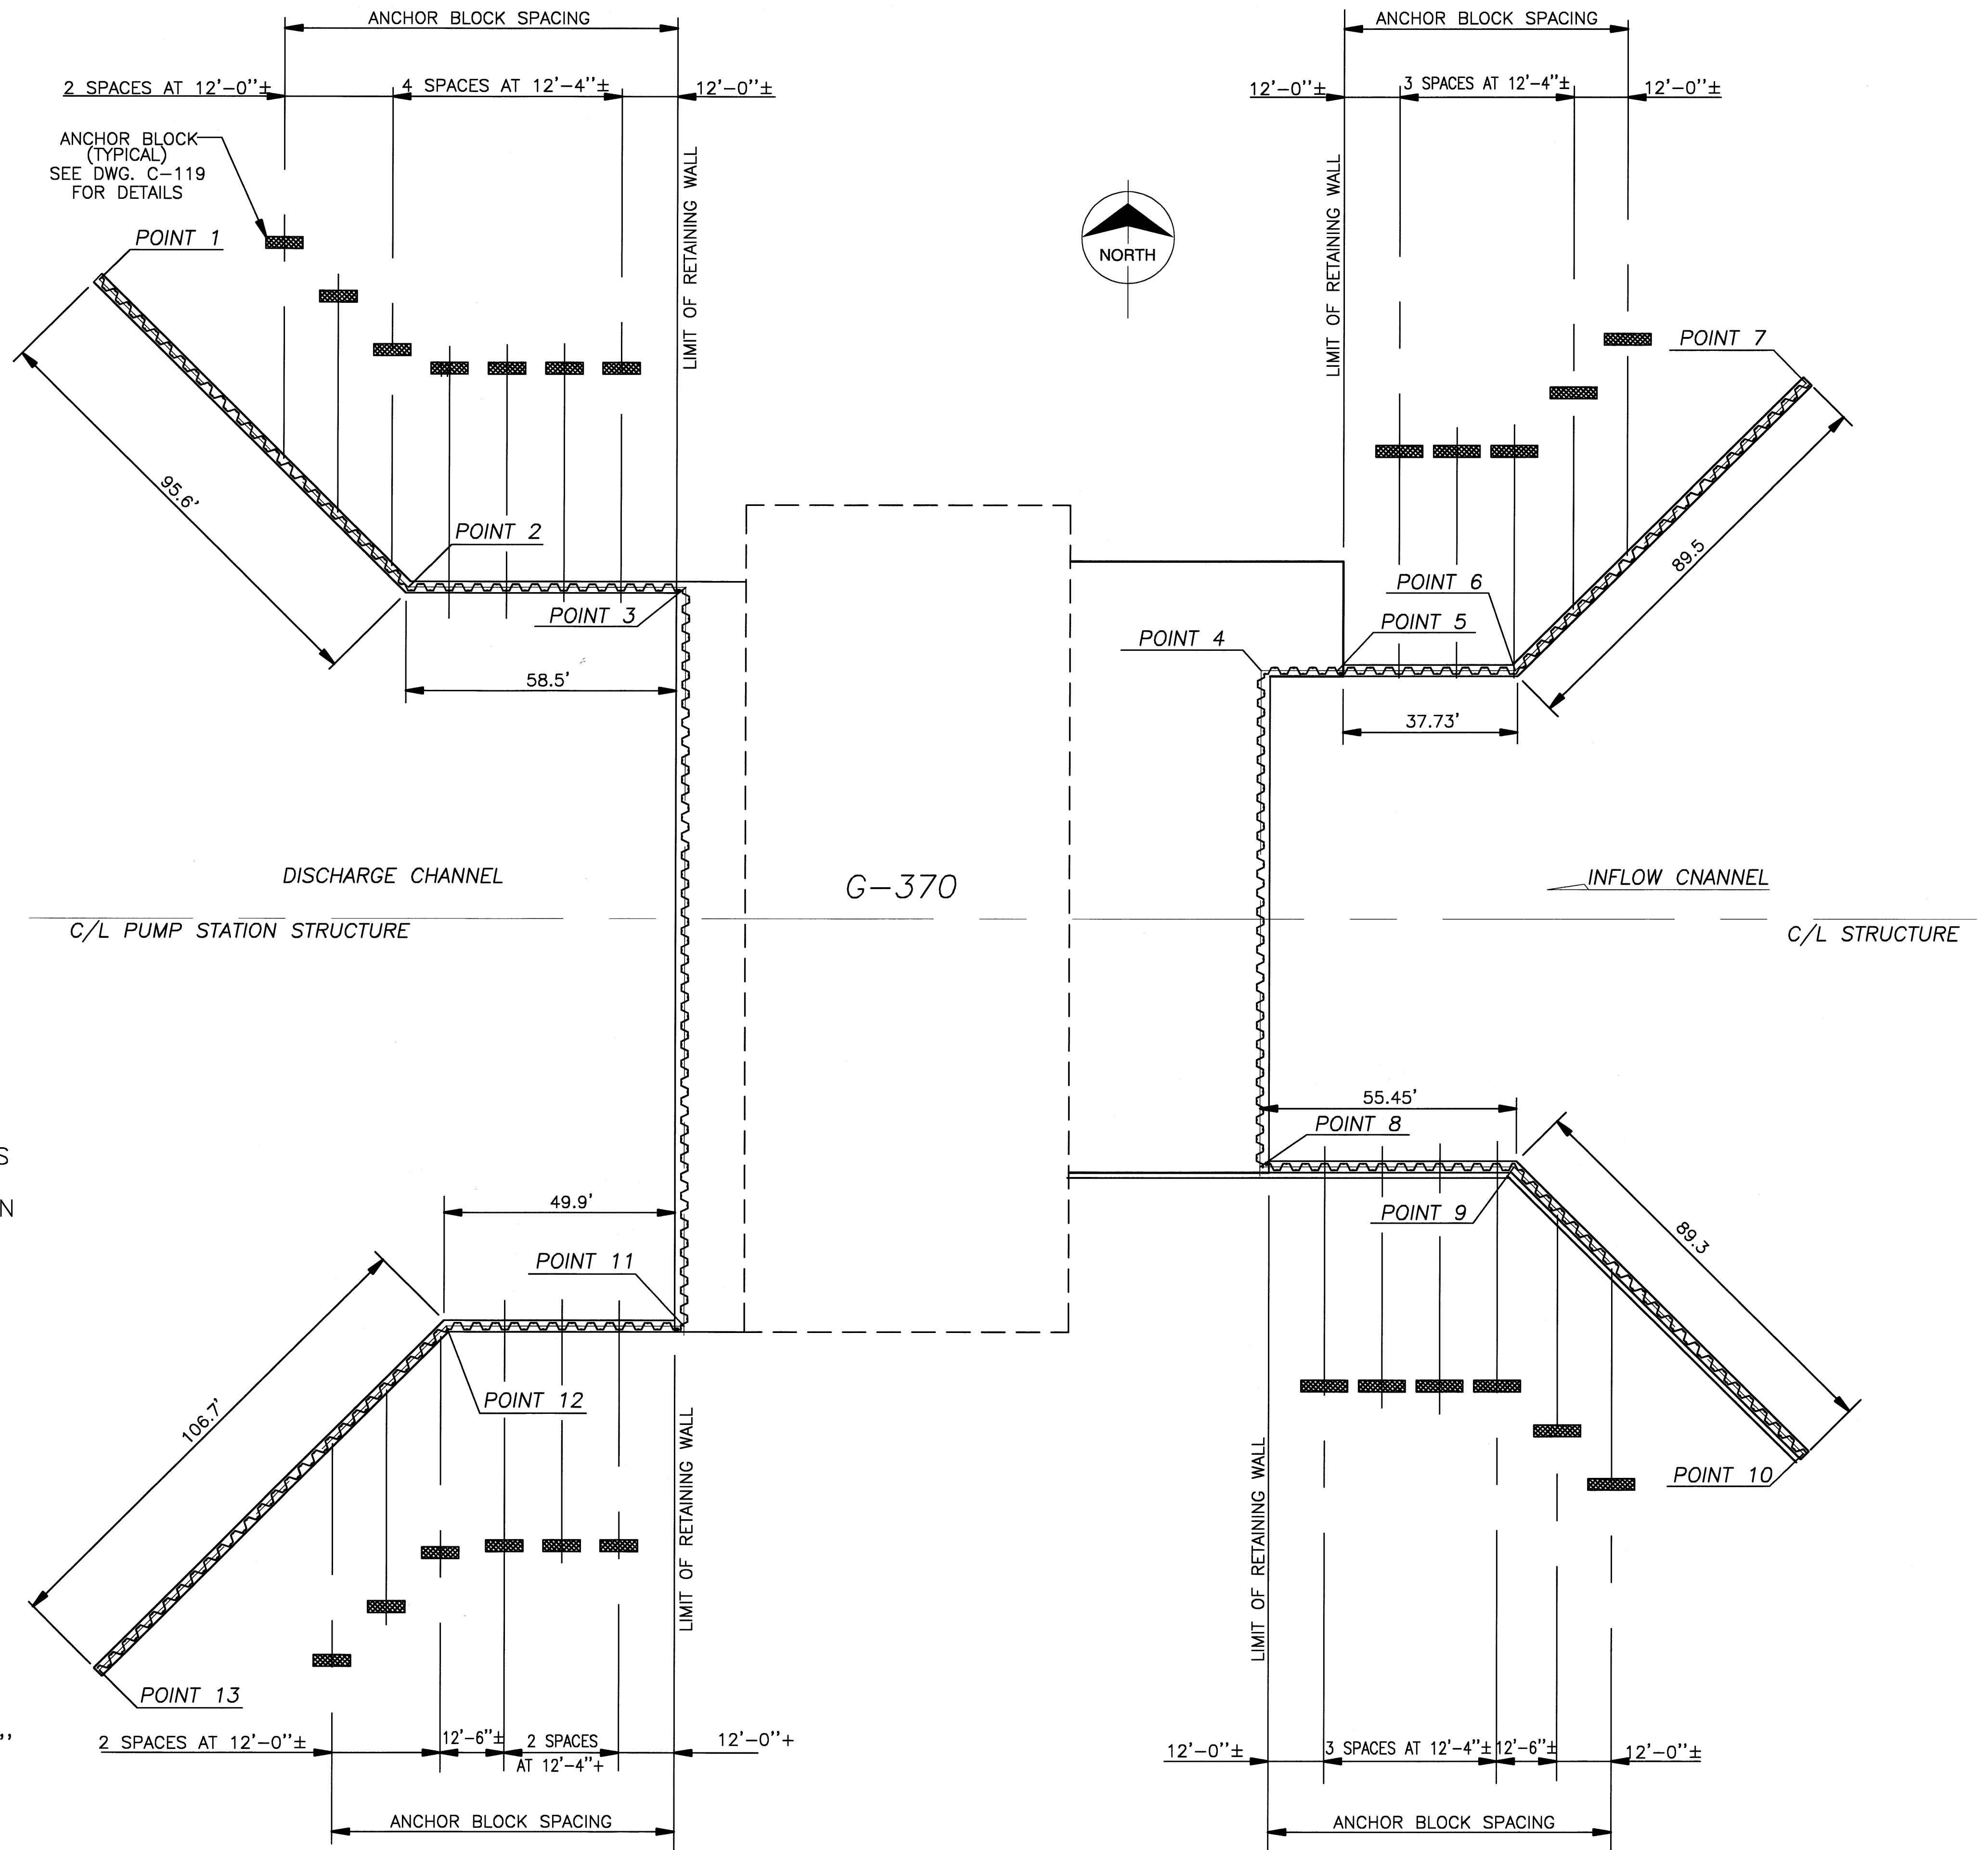 ANCHOR BLOCK SPACING
ANCHOR BLOCK SPACING
2 SPACES AT 12'-0''±
4 SPACES AT 12'-4''±
12'-0''±
12'-0''±
3 SPACES AT 12'-4''±
12'-0''±
ANCHOR BLOCK
(TYPICAL)
SEE DWG. C-119
FOR DETAILS
LIMIT OF RETAINING WALL
LIMIT OF RETAINING WALL
NORTH
POINT 1
POINT 7
95.6'
89.5
POINT 2
POINT 3
58.5'
POINT 6
POINT 5
POINT 4
37.73'
DISCHARGE CHANNEL
G-370
INFLOW CNANNEL
C/L PUMP STATION STRUCTURE
C/L STRUCTURE
55.45'
POINT 8
S
N
49.9'
POINT 9
89.3
POINT 11
POINT 12
106.7'
POINT 10
LIMIT OF RETAINING WALL
LIMIT OF RETAINING WALL
POINT 13
''
2 SPACES AT 12'-0''±
12'-6''±
2 SPACES
AT 12'-4''+
12'-0''+
12'-0''±
3 SPACES AT 12'-4''±
12'-6''±
12'-0''±
ANCHOR BLOCK SPACING
ANCHOR BLOCK SPACING